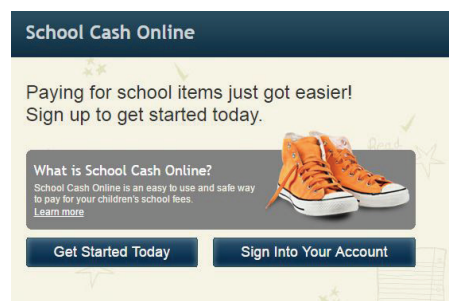 School Cash Online
Paying for school items just got easier!
Sign up to get started today.
Read
What is School Cash Online?
School Cash Online is an easy to use and safe way
to pay for your children's school fees.
Learn more
Get Started Today
Sign Into Your Account